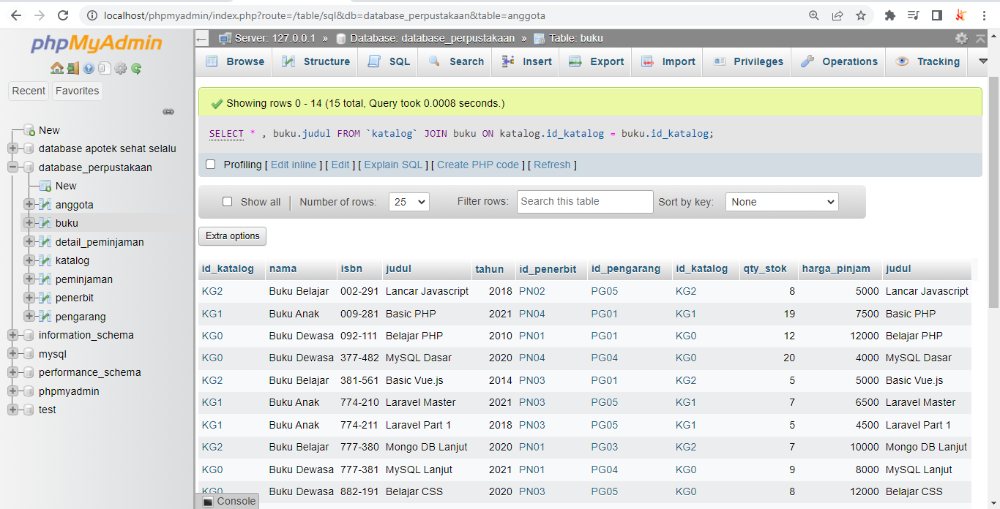 localhost/phpmyadmin/index.php?route=/table/sql&db=database_perpustakaan&table=anggota
phpMyAdmin
Recent Favorites
New
database apotek sehat selalu
database_perpustakaan
New
anggota
buku
detail_peminjaman
katalog
peminjaman
penerbit
pengarang
information_schema
mysql
performance_schema
phpmyadmin
test
Server: 127.0.0.1 » Database: database_perpustakaan » Table: buku
Browse Structure SQL Search Insert Export Import Privileges Operations Tracking
Showing rows 0 - 14 (15 total, Query took 0.0008 seconds.)
SELECT * , buku.judul FROM `katalog` JOIN buku ON katalog.id_katalog = buku.id_katalog;
Profiling [ Edit inline ] [ Edit ] [ Explain SQL ] [ Create PHP code ] [ Refresh ]
Show all | Number of rows: 25 Filter rows: Search this table Sort by key: None
Extra options
id_katalog nama isbn judul tahun id_penerbit id_pengarang id_katalog qty_stok harga_pinjam judul
KG2 Buku Belajar 002-291 Lancar Javascript 2018 PN02 PG05 KG2 8 5000 Lancar Javascript
KG1 Buku Anak 009-281 Basic PHP 2021 PN04 PG01 KG1 19 7500 Basic PHP
KG0 Buku Dewasa 092-111 Belajar PHP 2010 PN01 PG01 KG0 12 12000 Belajar PHP
KG0 Buku Dewasa 377-482 MySQL Dasar 2020 PN04 PG04 KG0 20 4000 MySQL Dasar
KG2 Buku Belajar 381-561 Basic Vue.js 2014 PN03 PG01 KG2 5 5000 Basic Vue.js
KG1 Buku Anak 774-210 Laravel Master 2021 PN03 PG05 KG1 7 6500 Laravel Master
KG1 Buku Anak 774-211 Laravel Part 1 2018 PN03 PG05 KG1 5 4500 Laravel Part 1
KG2 Buku Belajar 777-380 Mongo DB Lanjut 2020 PN01 PG03 KG2 7 10000 Mongo DB Lanjut
KG0 Buku Dewasa 777-381 MySQL Lanjut 2021 PN01 PG04 KG0 9 8000 MySQL Lanjut
KG0 Buku Dewasa 882-191 Belajar CSS 2020 PN03 PG05 KG0 8 12000 Belajar CSS
Console